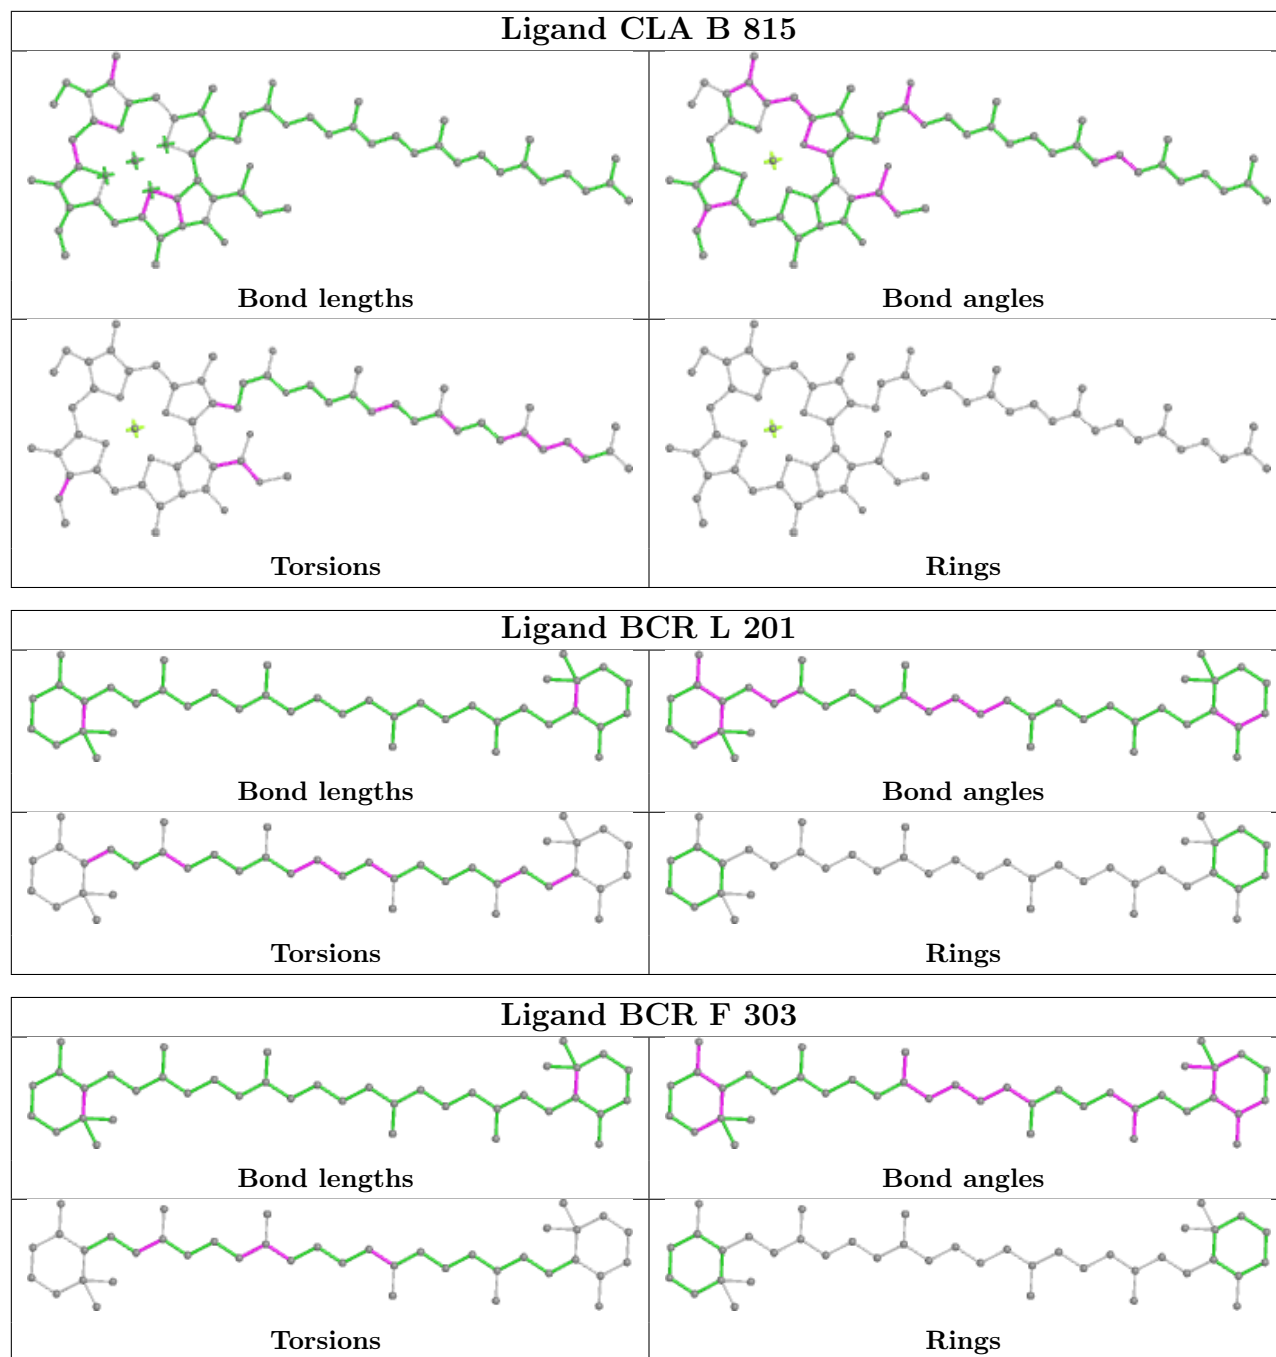 Ligand CLA B 815
Bond lengths
Bond angles
Torsions
Rings
Ligand BCR L 201
Bond lengths
Bond angles
Torsions
Rings
Ligand BCR F 303
Bond lengths
Bond angles
Torsions
Rings